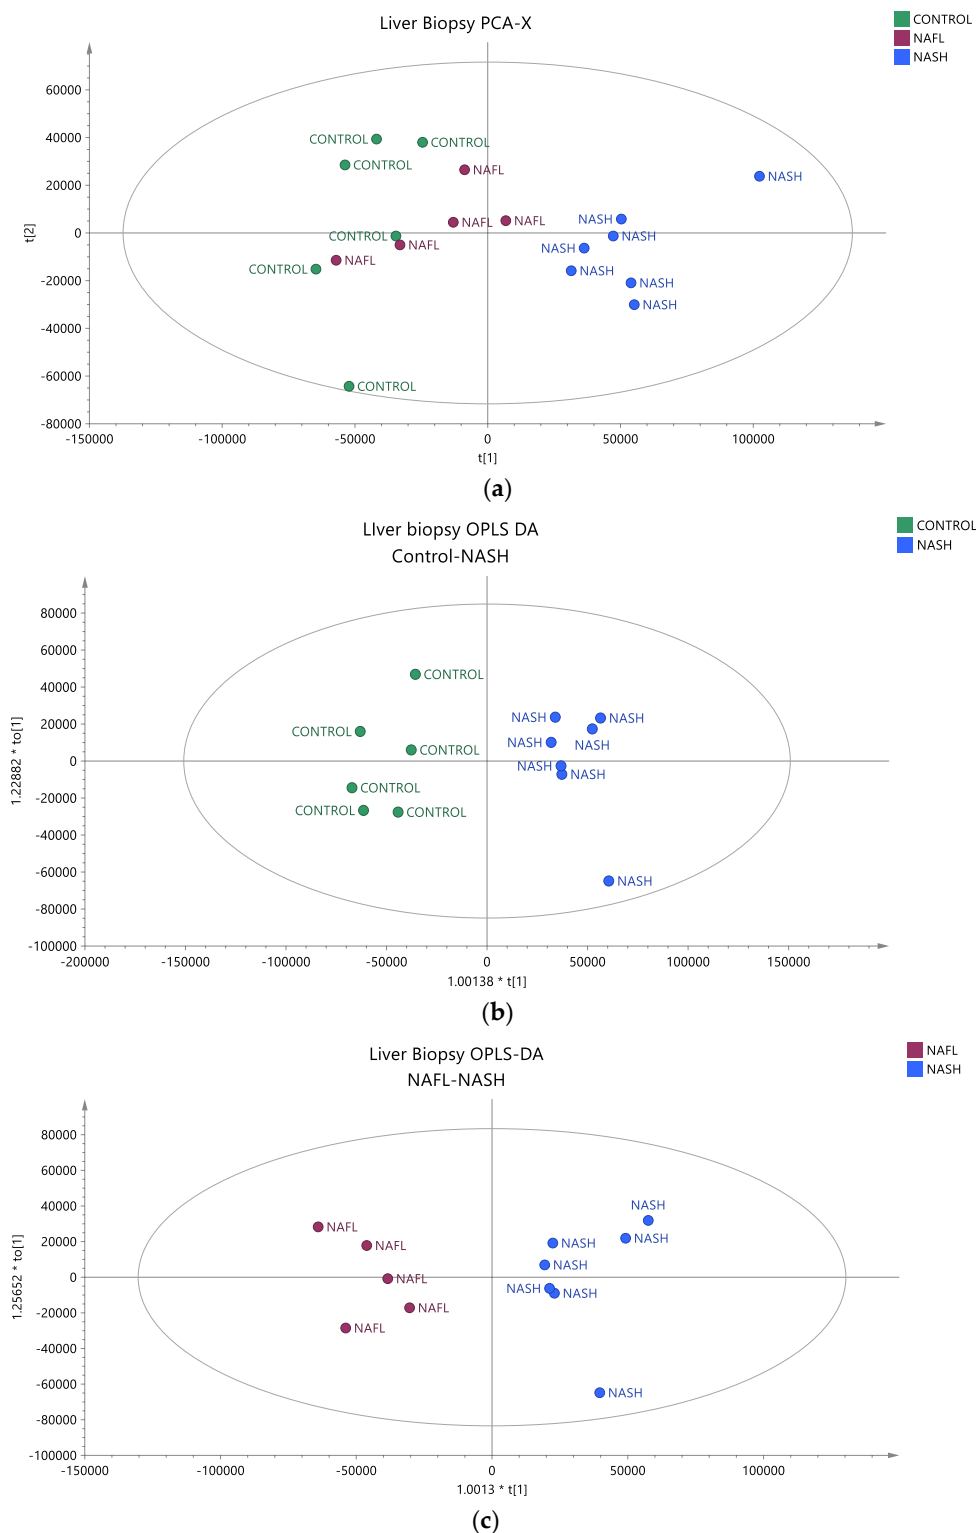 Liver Biopsy PCA-X
CONTROL
NAFL
NASH
60000
40000
20000
0
-20000
-40000
-60000
-80000
t[2]
CONTROL
CONTROL
CONTROL
NAFL
NASH
NAFL
NAFL
NASH
CONTROL
NASH
NAFL
NASH
NAFL
CONTROL
NASH
NASH
NASH
CONTROL
-150000 -100000 -50000 0 50000 100000
t[1]
(a)
LIver biopsy OPLS DA
Control-NASH
CONTROL
NASH
80000
60000
40000
20000
0
-20000
-40000
-60000
-80000
-100000
1.22882 * to[1]
CONTROL
NASH
NASH
CONTROL
NASH
NASH
CONTROL
NASH
NASH
CONTROL
CONTROL
CONTROL
NASH
-200000 -150000 -100000 -50000 0 50000 100000 150000
1.00138 * t[1]
(b)
Liver Biopsy OPLS-DA
NAFL-NASH
NAFL
NASH
80000
60000
40000
20000
0
-20000
-40000
-60000
-80000
-100000
1.25652 * to[1]
NASH
NAFL
NASH
NAFL
NASH
NASH
NAFL
NASH
NASH
NAFL
NAFL
NASH
-150000 -100000 -50000 0 50000 100000
1.0013 * t[1]
(c)